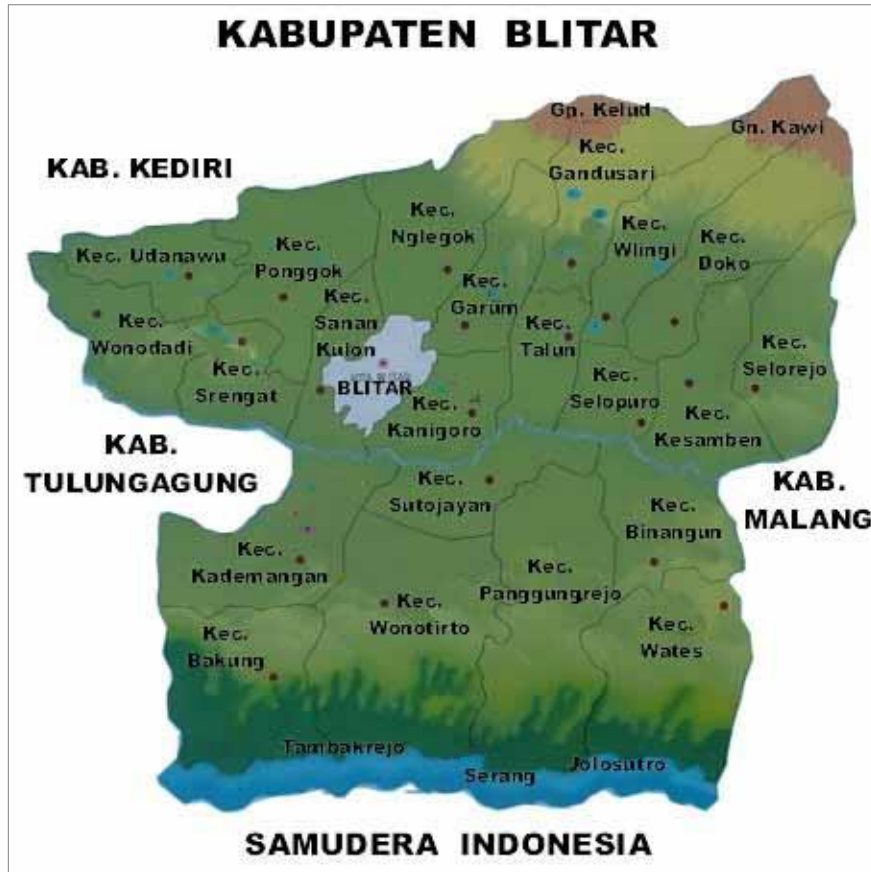 KABUPATEN BLITAR
Gn. Kelud
Gn. Kawi
Kec.
Gandusari
KAB. KEDIRI
Kec.
Nglegok
Kec.
Wlingi
Kec.
Doko
Kec. Udanawu
Kec.
Ponggok
Kec.
Garum
Kec.
Sanan
Kulon
Kec.
Wonodadi
Kec.
Talun
Kec.
Srengat
BLITAR
Kec.
Selorejo
Kec.
Selopuro
Kec.
Kanigoro
Kec.
Kesamben
KAB.
TULUNGAGUNG
KAB.
MALANG
Kec.
Sutojayan
Kec.
Binangun
Kec.
Kademangan
Kec.
Panggungrejo
Kec.
Wonotirto
Kec.
Wates
Kec.
Bakung
Tambakrejo
Serang
Jolosutro
SAMUDERA INDONESIA